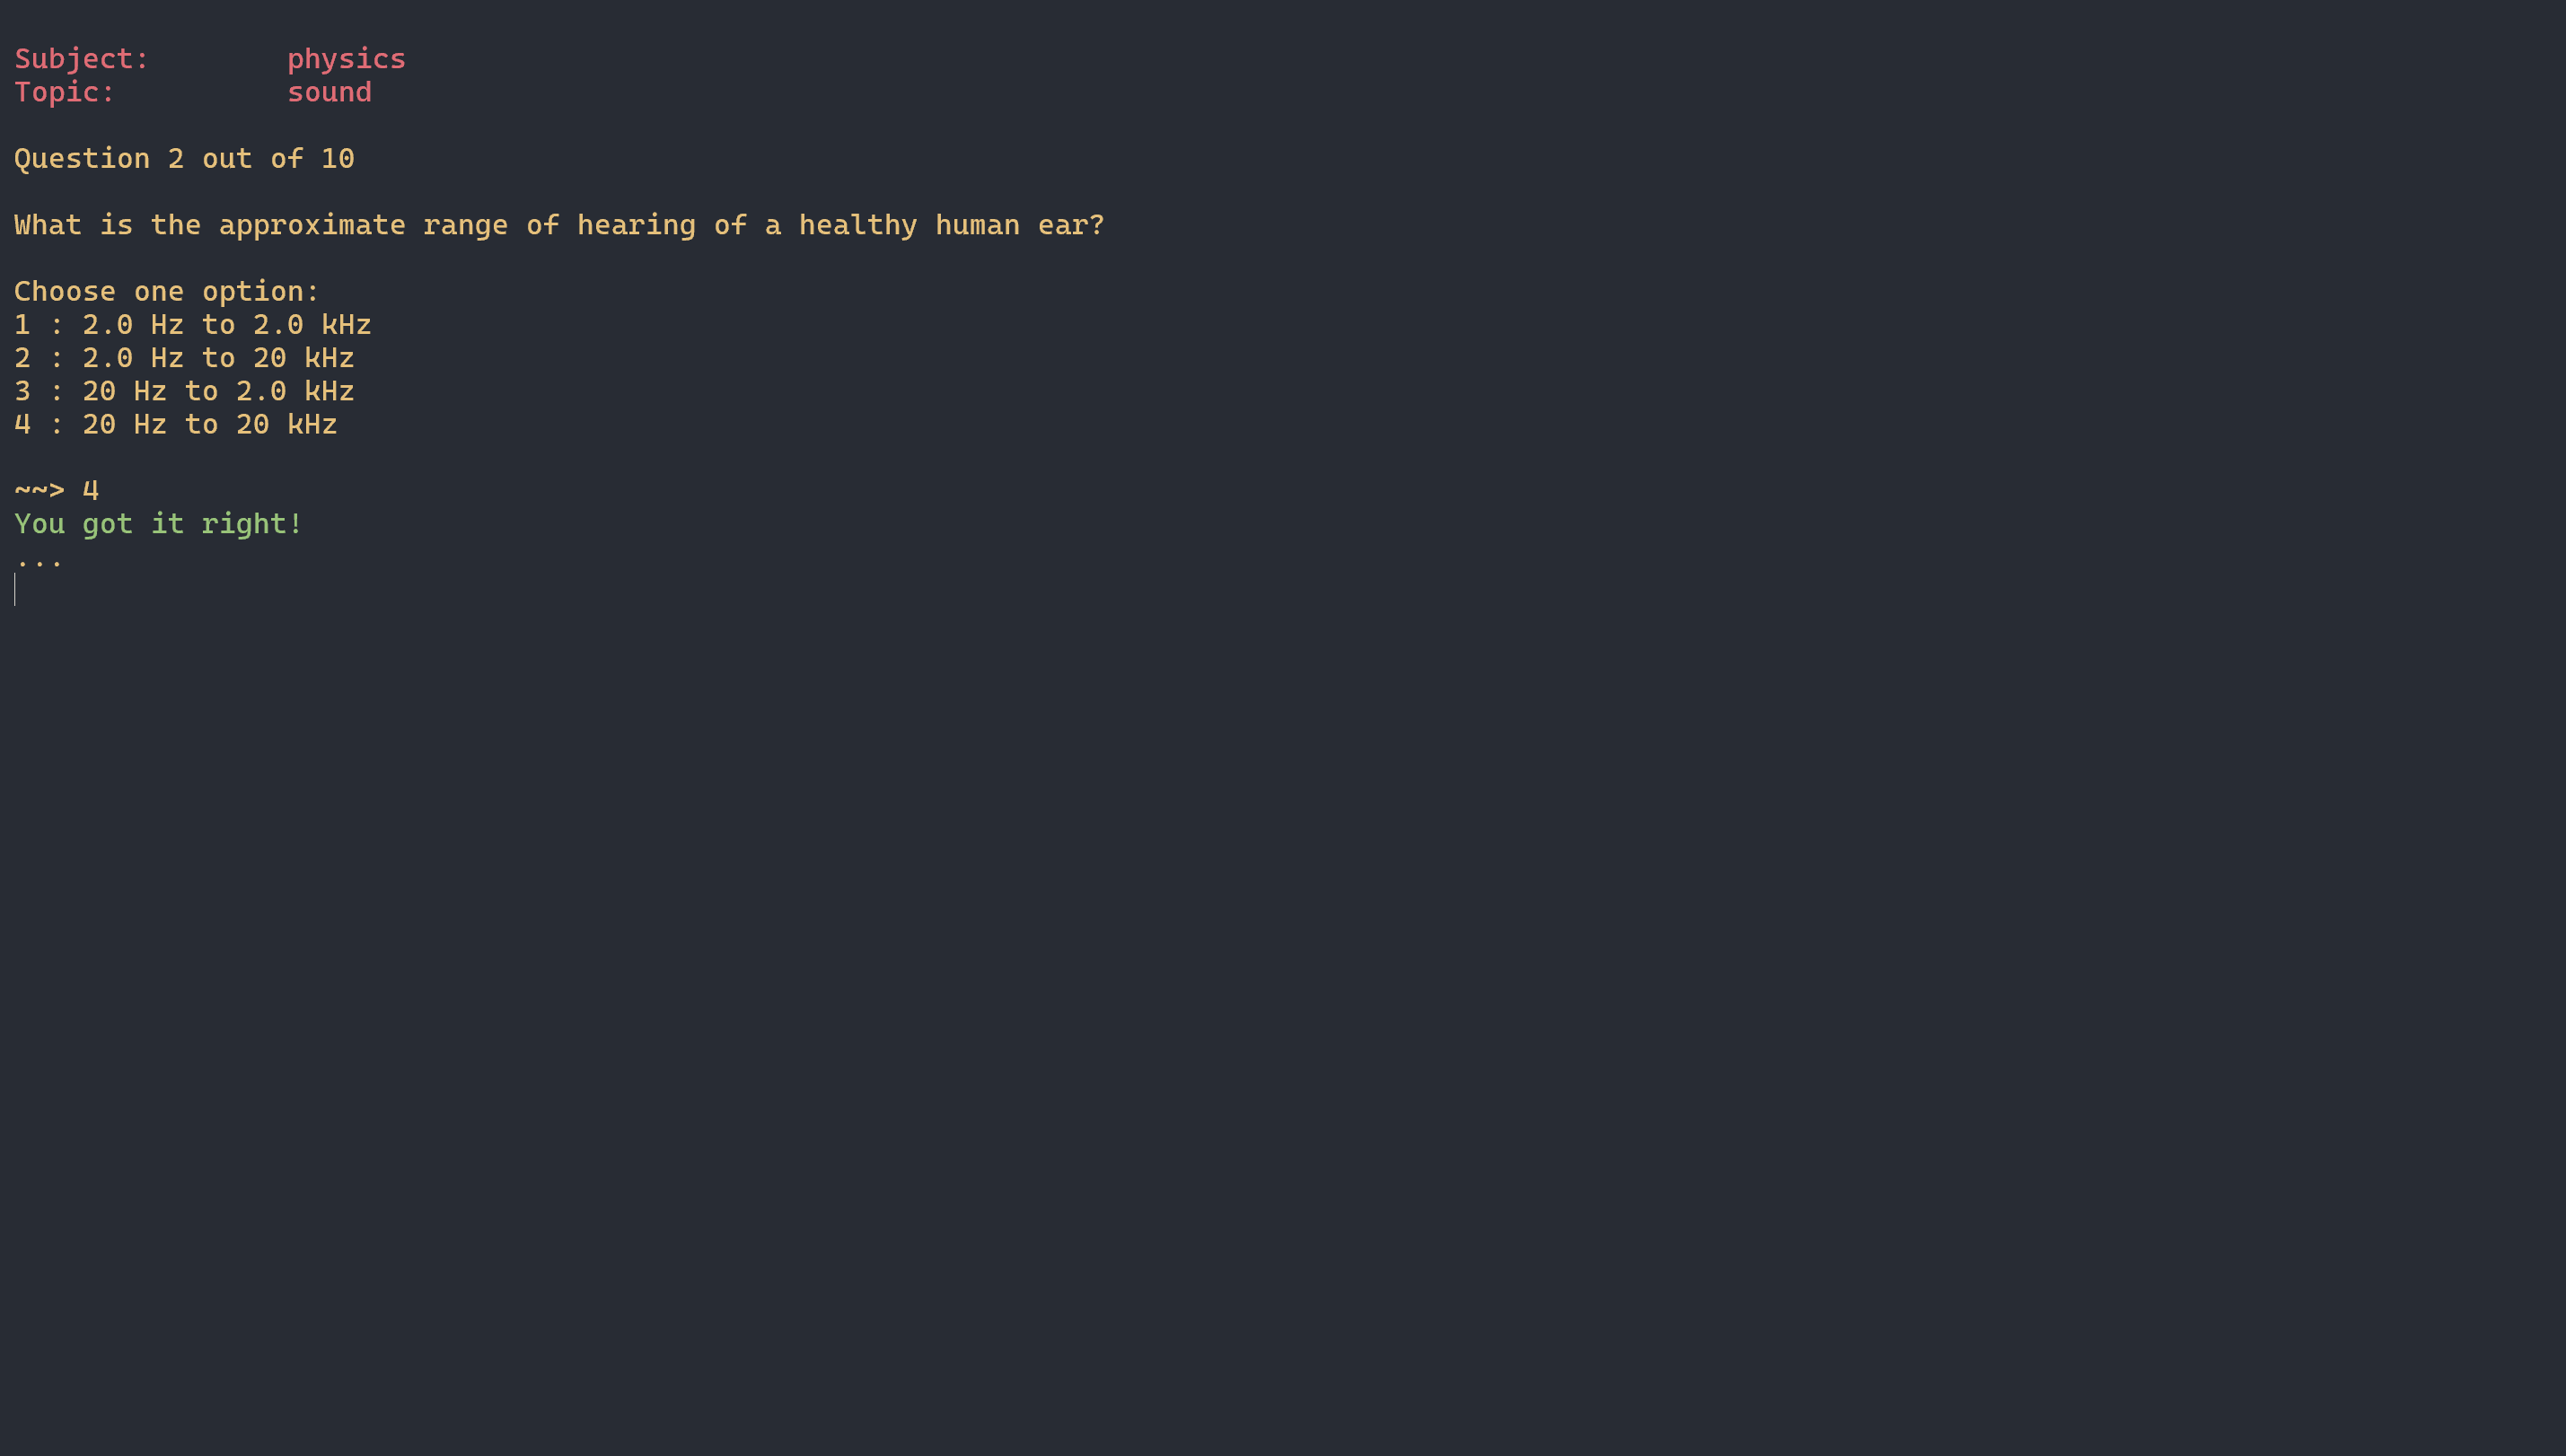 Subject:        physics
Topic:          sound
Question 2 out of 10
What is the approximate range of hearing of a healthy human ear?
Choose one option:
1 : 2.0 Hz to 2.0 kHz
2 : 2.0 Hz to 20 kHz
3 : 20 Hz to 2.0 kHz
4 : 20 Hz to 20 kHz
~~> 4
You got it right!
...